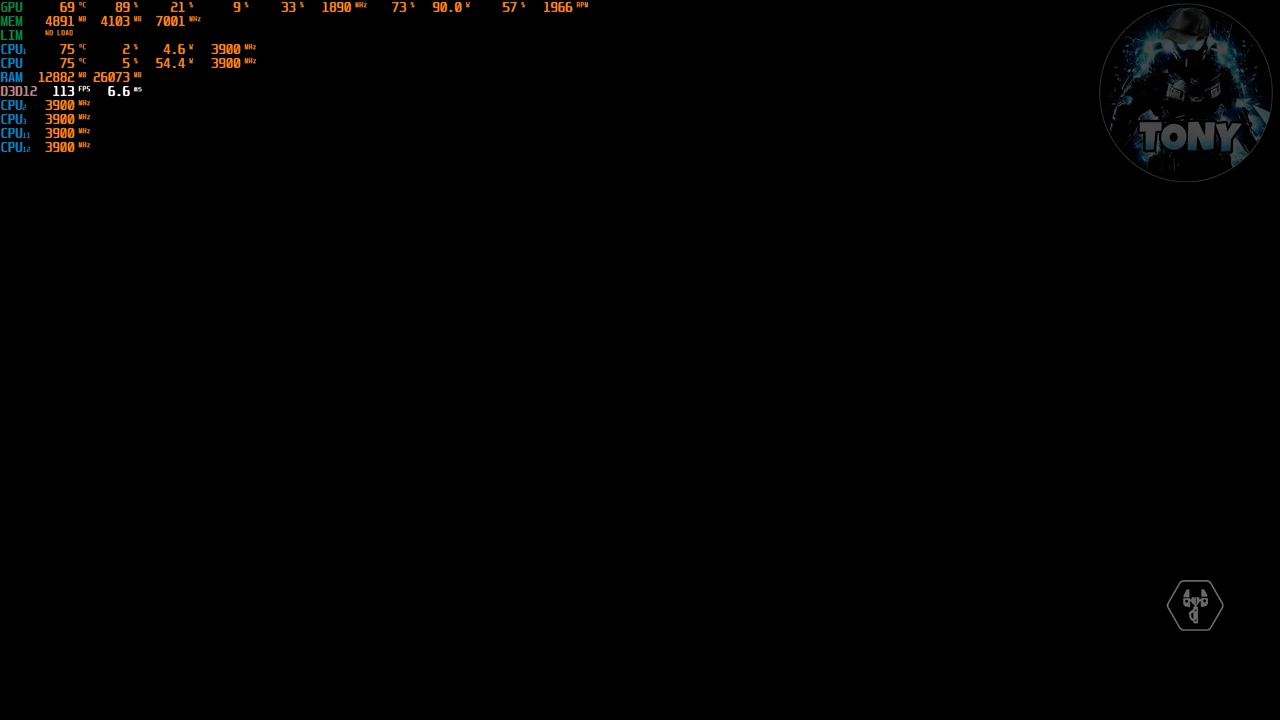 GPU 69 °C 89 % 21 % 9 % 33 % 1890 MHz 73 % 90.0 W 57 % 1966 RPM
MEM 4891 MB 4103 MB 7001 MHz
LIM NO LOAD
CPU1 75 °C 2 % 4.6 W 3900 MHz
CPU 75 °C 5 % 54.4 W 3900 MHz
RAM 12882 MB 26073 MB
D3D12 113 FPS 6.6 ms
CPU2 3900 MHz
CPU3 3900 MHz
CPU11 3900 MHz
CPU12 3900 MHz
TONY